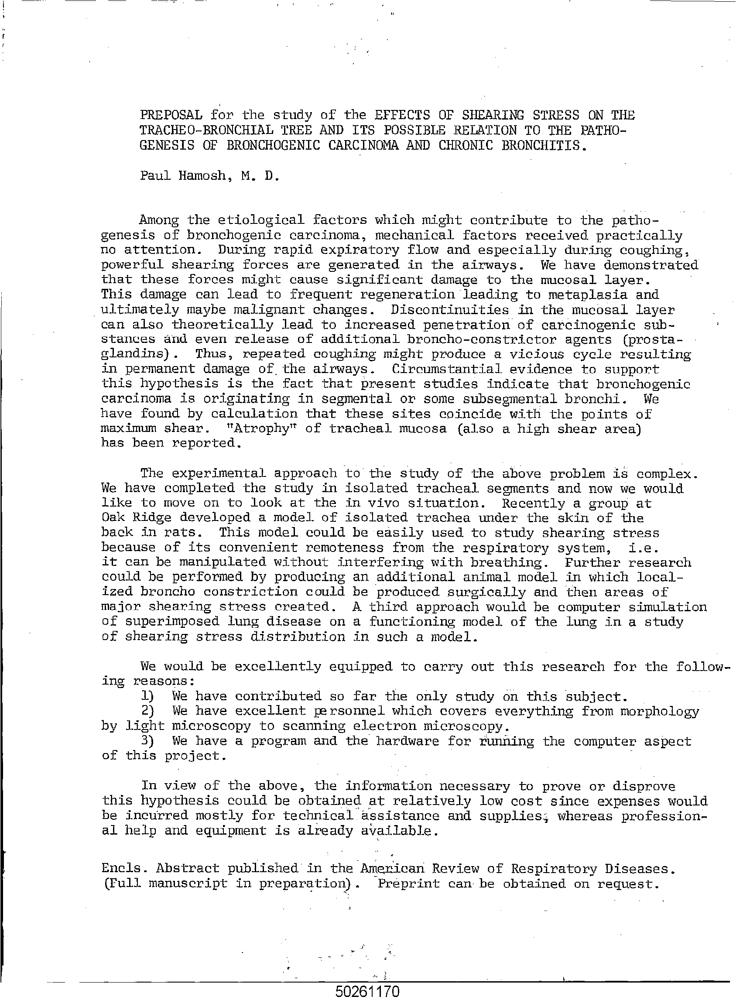 PREPOSAL for the study of the EFFECTS OF SHEARING STRESS ON THE
TRACHEO-BRONCHIAL TREE AND ITS POSSIBLE RELATION TO THE PATHO-
GENESIS OF BRONCHOGENIC CARCINOMA AND CHRONIC BRONCHITIS.
Paul Hamosh, M. D.
Among the etiological factors which might contribute to the patho-
genesis of bronchogenic carcinoma, mechanical factors received practically
no attention. During rapid expiratory flow and especially during coughing,
powerful shearing forces are generated in the airways. We have demonstrated
that these forces might cause significant damage to the mucosal layer.
This damage can lead to frequent regeneration leading to metaplasia and
ultimately maybe malignant changes. Discontinuities in the mucosal layer
can also theoretically lead to increased penetration of carcinogenic sub-
stances and even release of additional broncho-constrictor agents (prosta-
glandins). Thus, repeated coughing might produce a vicious cycle resulting
in permanent damage of the airways. Circumstantial evidence to support
this hypothesis is the fact that present studies indicate that bronchogenic
carcinoma is originating in segmental or some subsegmental bronchi. We
have found by calculation that these sites coincide with the points of
maximum shear. "Atrophy" of tracheal mucosa (also a high shear area)
has been reported.
The experimental approach to the study of the above problem is complex.
We have completed the study in isolated tracheal segments and now we would
like to move on to look at the in vivo situation. Recently a group at
Oak Ridge developed a model of isolated trachea under the skin of the
back in rats. This model could be easily used to study shearing stress
because of its convenient remoteness from the respiratory system, i.e.
it can be manipulated without interfering with breathing. Further research
could be performed by producing an additional animal model in which local-
ized broncho constriction could be produced surgically and then areas of
major shearing stress created. A third approach would be computer simulation
of superimposed lung disease on a functioning model of the lung in a study
of shearing stress distribution in such a model.
We would be excellently equipped to carry out this research for the follow-
ing reasons:
1) We have contributed so far the only study on this subject.
2) We have excellent personnel which covers everything from morphology
by light microscopy to scanning electron microscopy.
3) We have a program and the hardware for running the computer aspect
of this project.
In view of the above, the information necessary to prove or disprove
this hypothesis could be obtained at relatively low cost since expenses would
be incurred mostly for technical assistance and supplies, whereas profession-
al help and equipment is already available.
Encls. Abstract published in the American Review of Respiratory Diseases.
(Full manuscript in preparation). Preprint can be obtained on request.
50261170